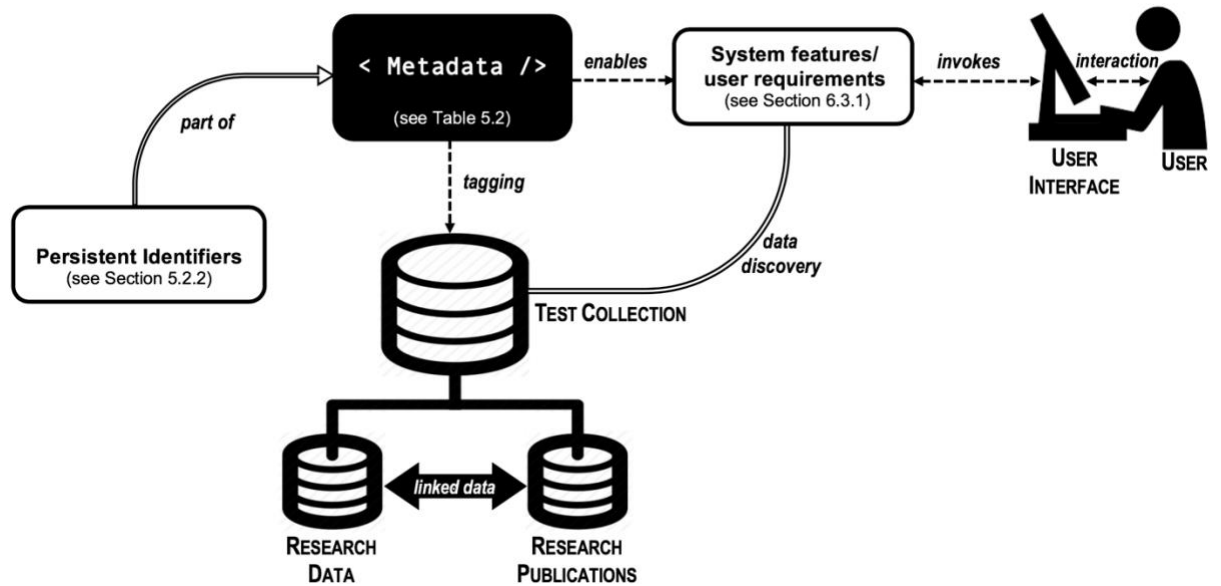 < Metadata />
(see Table 5.2)
enables
System features/
user requirements
(see Section 6.3.1)
invokes
interaction
USER
INTERFACE
USER
part of
tagging
Persistent Identifiers
(see Section 5.2.2)
data
discovery
TEST COLLECTION
linked data
RESEARCH
DATA
RESEARCH
PUBLICATIONS